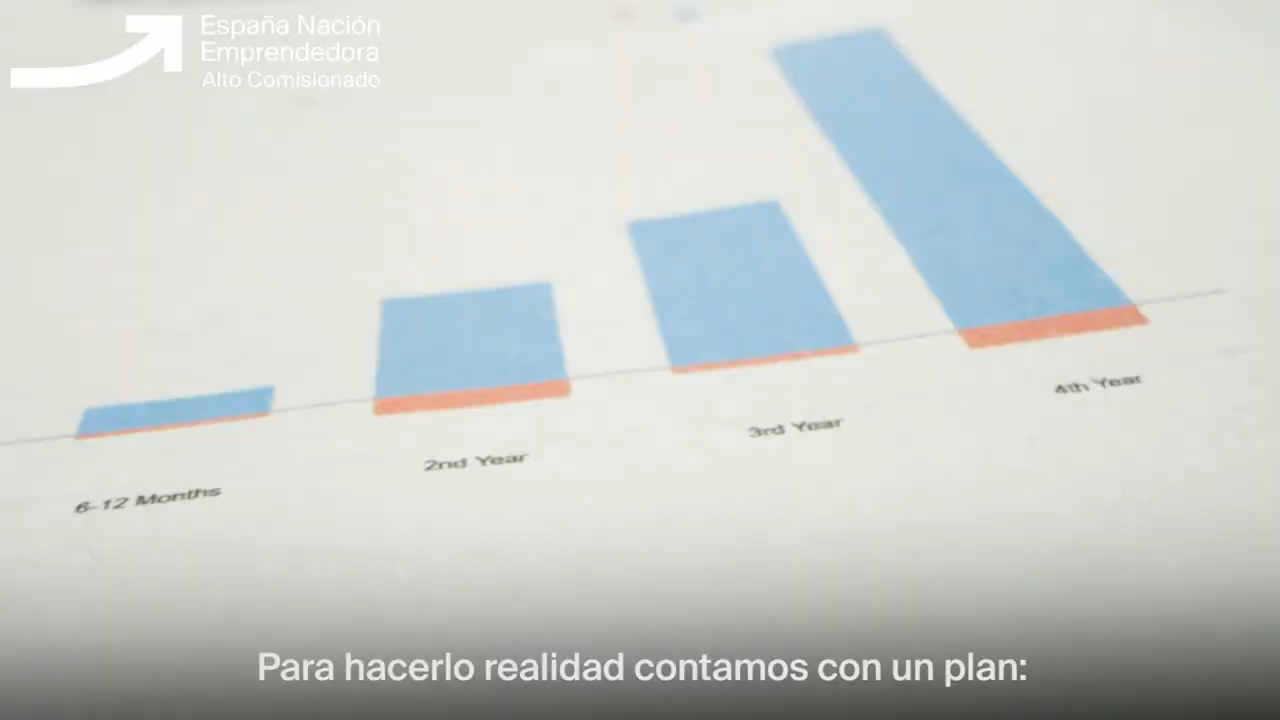 España Nación
Emprendedora
Alto Comisionado
6-12 Months
2nd Year
3rd Year
4th Year
Para hacerlo realidad contamos con un plan: